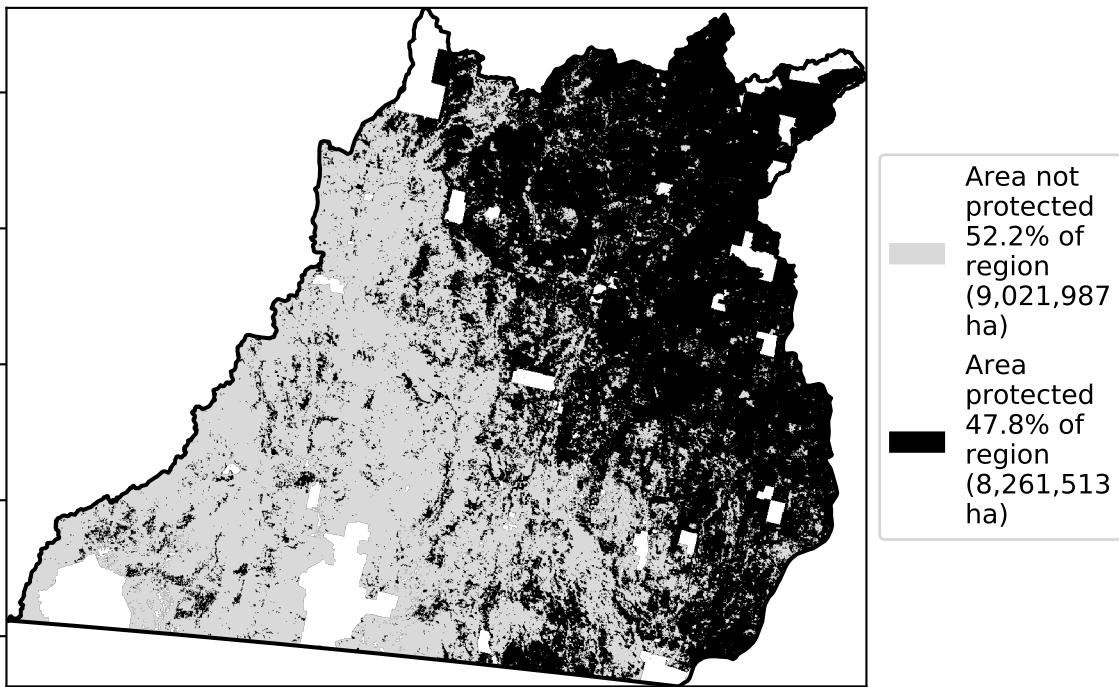 Area not
protected
52.2% of
region
(9,021,987
ha)
Area
protected
47.8% of
region
(8,261,513
ha)